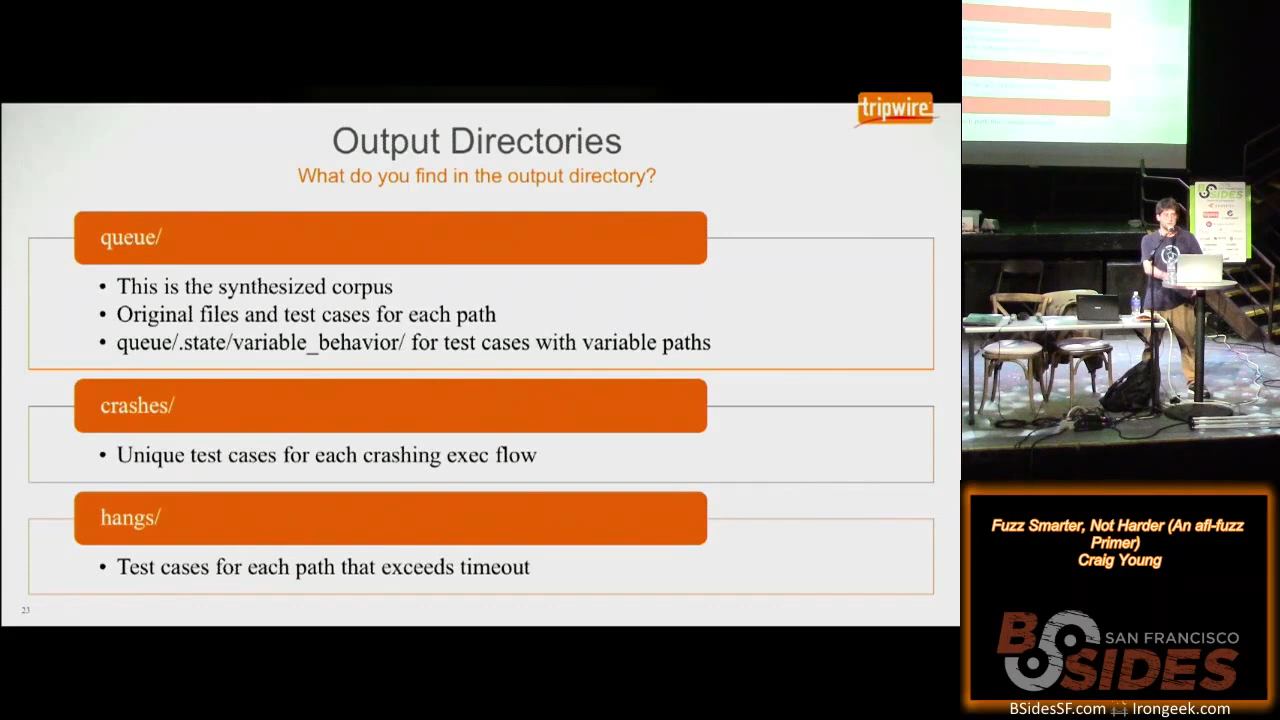 tripwire
Output Directories
What do you find in the output directory?
queue/
• This is the synthesized corpus
• Original files and test cases for each path
• queue/.state/variable_behavior/ for test cases with variable paths
crashes/
• Unique test cases for each crashing exec flow
hangs/
• Test cases for each path that exceeds timeout
23
BSIDES
Fuzz Smarter, Not Harder (An afl-fuzz
Primer)
Craig Young
BSIDES
SAN FRANCISCO
BSidesSF.com
Irongeek.com